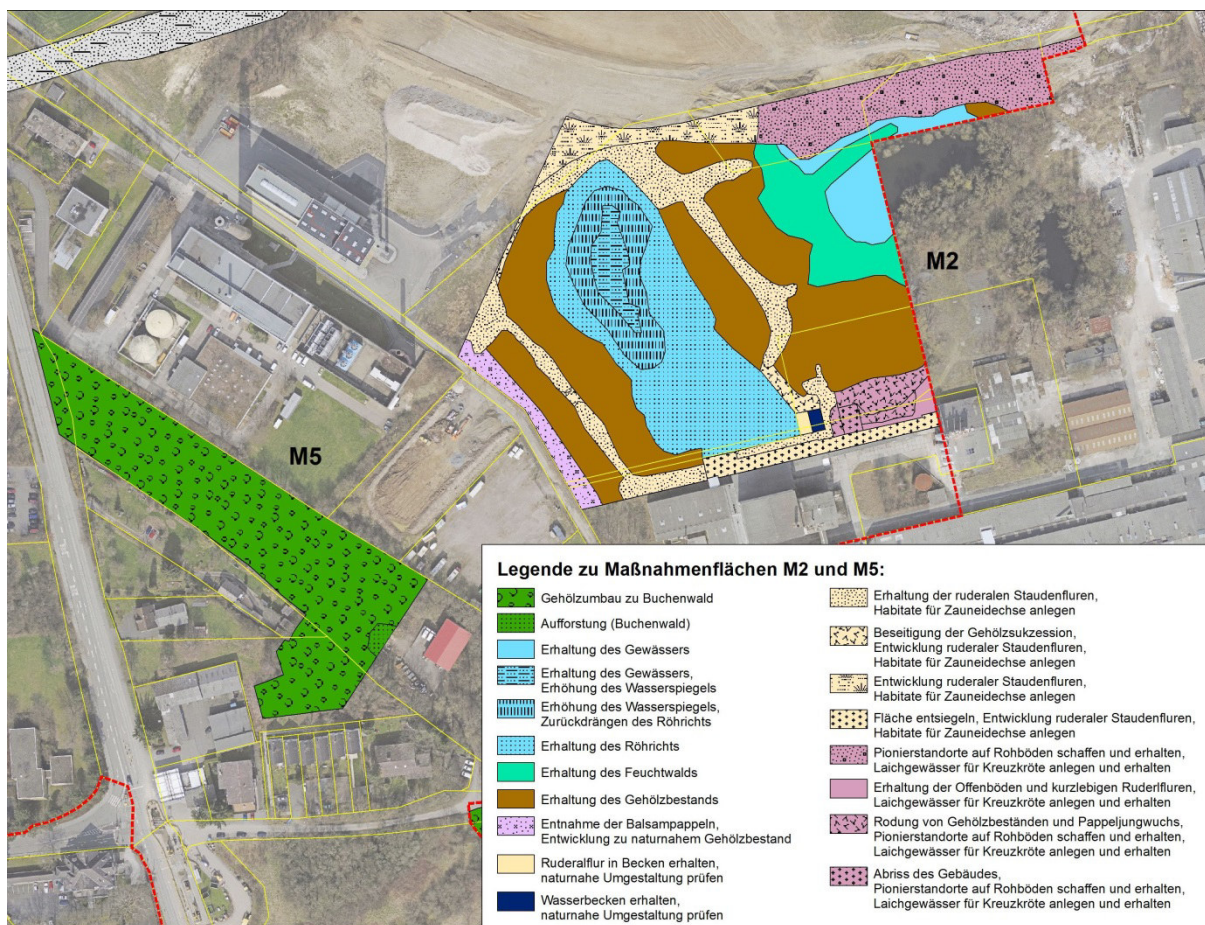 M2
M5
Legende zu Maßnahmenflächen M2 und M5:
Gehölzumbau zu Buchenwald
Aufforstung (Buchenwald)
Erhaltung des Gewässers
Erhaltung des Gewässers,
Erhöhung des Wasserspiegels
Erhöhung des Wasserspiegels,
Zurückdrängen des Röhrichts
Erhaltung des Röhrichts
Erhaltung des Feuchtwalds
Erhaltung des Gehölzbestands
Entnahme der Balsampappeln,
Entwicklung zu naturnahem Gehölzbestand
Ruderalflur in Becken erhalten,
naturnahe Umgestaltung prüfen
Wasserbecken erhalten,
naturnahe Umgestaltung prüfen
Erhaltung der ruderalen Staudenfluren,
Habitate für Zauneidechse anlegen
Beseitigung der Gehölzsukzession,
Entwicklung ruderaler Staudenfluren,
Habitate für Zauneidechse anlegen
Entwicklung ruderaler Staudenfluren,
Habitate für Zauneidechse anlegen
Fläche entsiegeln, Entwicklung ruderaler Staudenfluren,
Habitate für Zauneidechse anlegen
Pionierstandorte auf Rohböden schaffen und erhalten,
Laichgewässer für Kreuzkröte anlegen und erhalten
Erhaltung der Offenböden und kurzlebigen Ruderlfluren,
Laichgewässer für Kreuzkröte anlegen und erhalten
Rodung von Gehölzbeständen und Pappeljungwuchs,
Pionierstandorte auf Rohböden schaffen und erhalten,
Laichgewässer für Kreuzkröte anlegen und erhalten
Abriss des Gebäudes,
Pionierstandorte auf Rohböden schaffen und erhalten,
Laichgewässer für Kreuzkröte anlegen und erhalten